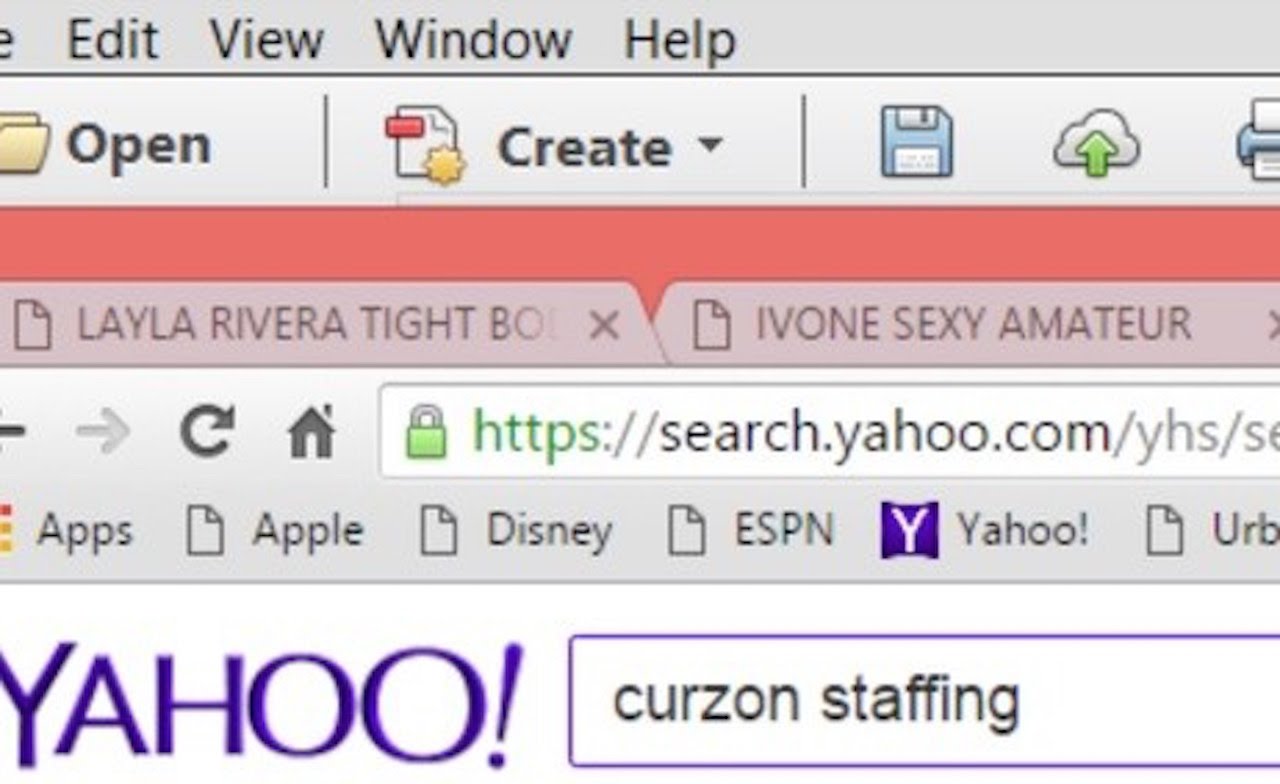 e Edit View Window Help
Open Create
LAYLA RIVERA TIGHT BO IVONE SEXY AMATEUR
https://search.yahoo.com/yhs/se
Apps Apple Disney ESPN Yahoo! Urb
YAHOO! curzon staffing